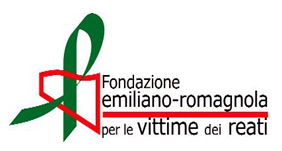 Fondazione
emiliano-romagnola
per le vittime dei reati